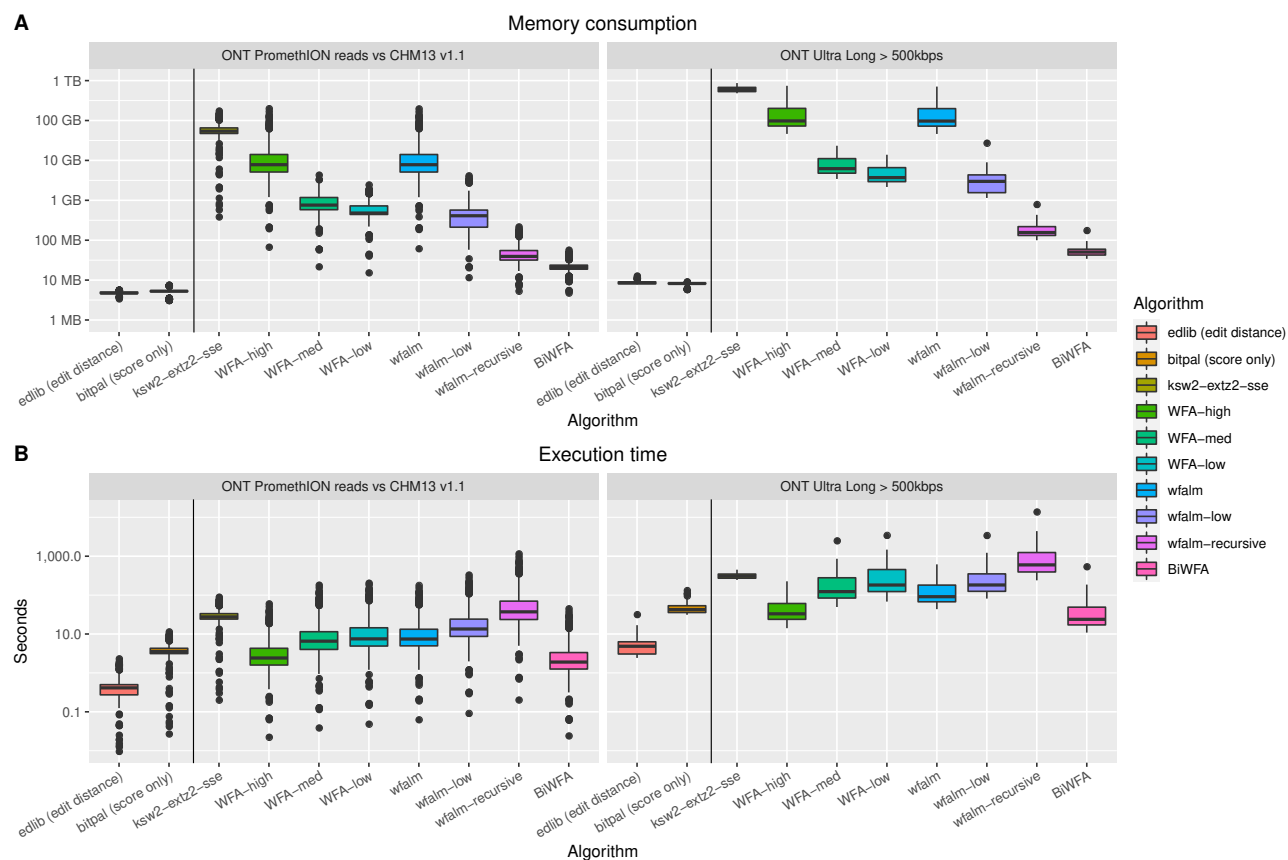 A
Memory consumption
ONT PromethION reads vs CHM13 v1.1
ONT Ultra Long > 500kbps
1 TB
100 GB
10 GB
1 GB
100 MB
10 MB
1 MB
edlib (edit distance)
bitpal (score only)
ksw2−extz2−sse
WFA−high
WFA−med
WFA−low
wfalm
wfalm−low
wfalm−recursive
BiWFA
edlib (edit distance)
bitpal (score only)
ksw2−extz2−sse
WFA−high
WFA−med
WFA−low
wfalm
wfalm−low
wfalm−recursive
BiWFA
Algorithm
B
Execution time
ONT PromethION reads vs CHM13 v1.1
ONT Ultra Long > 500kbps
Seconds
1,000.0
10.0
0.1
edlib (edit distance)
bitpal (score only)
ksw2−extz2−sse
WFA−high
WFA−med
WFA−low
wfalm
wfalm−low
wfalm−recursive
BiWFA
edlib (edit distance)
bitpal (score only)
ksw2−extz2−sse
WFA−high
WFA−med
WFA−low
wfalm
wfalm−low
wfalm−recursive
BiWFA
Algorithm
Algorithm
edlib (edit distance)
bitpal (score only)
ksw2−extz2−sse
WFA−high
WFA−med
WFA−low
wfalm
wfalm−low
wfalm−recursive
BiWFA